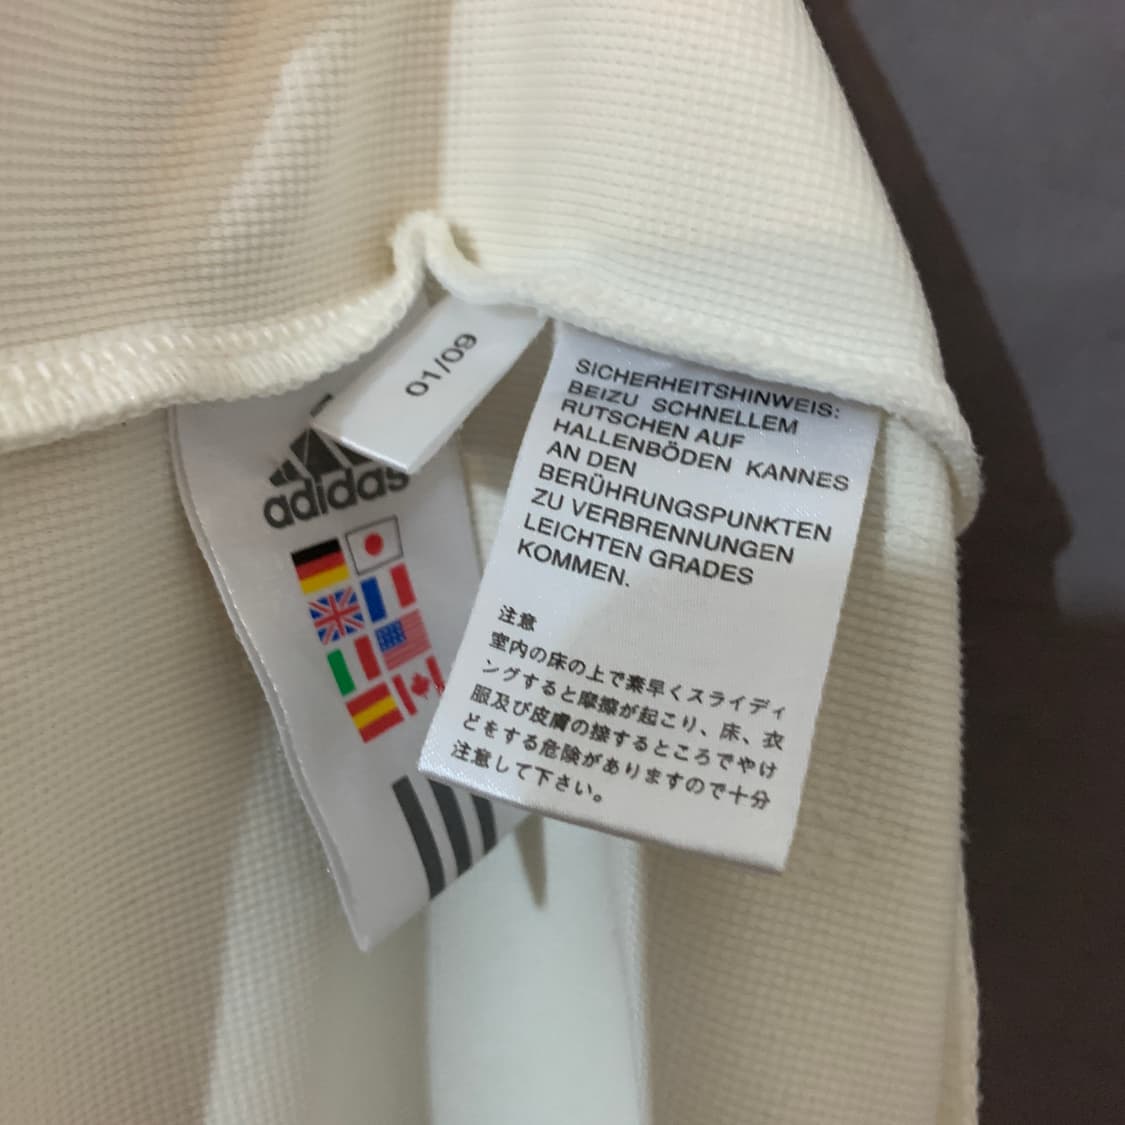 01/09
adidas
SICHERHEITSHINWEIS:
BEIZU SCHNELLEM
RUTSCHEN AUF
HALLENBÖDEN KANNES
AN DEN
BERÜHRUNGSPUNKTEN
ZU VERBRENNUNGEN
LEICHTEN GRADES
KOMMEN.
注意
室内の床の上で素早くスライディ
ングすると摩擦が起こり、床、衣
服及び皮膚の接するところでやけ
どをする危険がありますので十分
注意して下さい。